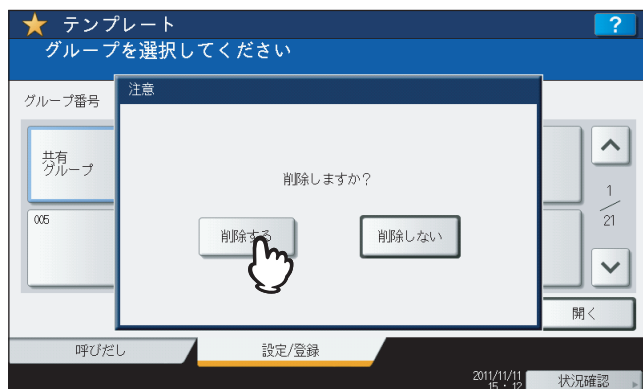 テンプレート
?
グループを選択してください
グループ番号
注意
共有
グループ
削除しますか?
1
21
005
削除する
削除しない
開く
呼びだし
設定/登録
2011/11/11
15 : 12
状況確認